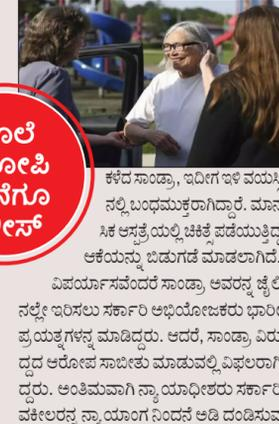 ೊಲೆ
ೋಪಿ
ನೆಗೂ
ೀಸ್
ಕಳೆದ ಸಾಂಡ್ರಾ, ಇದೀಗ ಇಳಿ ವಯಸ್ಸಿ
ನಲ್ಲಿ ಬಂಧಮುಕ್ತರಾಗಿದ್ದಾರೆ. ಮಾನ
ಸಿಕ ಆಸ್ಪತ್ರೆಯಲ್ಲಿ ಚಿಕಿತ್ಸೆ ಪಡೆಯುತ್ತಿದ್ದ
ಆಕೆಯನ್ನು ಬಿಡುಗಡೆ ಮಾಡಲಾಗಿದೆ.
ವಿಪರ್ಯಾಸವೆಂದರೆ ಸಾಂಡ್ರಾ ಅವರನ್ನ ಜೈಲಿ
ನಲ್ಲೇ ಇರಿಸಲು ಸರ್ಕಾರಿ ಅಭಿಯೋಜಕರು ಭಾರೀ
ಪ್ರಯತ್ನಗಳನ್ನ ಮಾಡಿದ್ದರು. ಆದರೆ, ಸಾಂಡ್ರಾ ವಿರು
ದ್ಧದ ಆರೋಪ ಸಾಬೀತು ಮಾಡುವಲ್ಲಿ ವಿಫಲರಾಗಿ
ದ್ದರು. ಅಂತಿಮವಾಗಿ ನ್ಯಾಯಾಧೀಶರು ಸರ್ಕಾರಿ
ವಕೀಲರನ್ನ ನ್ಯಾಯಾಂಗ ನಿಂದನೆ ಅಡಿ ದಂಡಿಸುವ